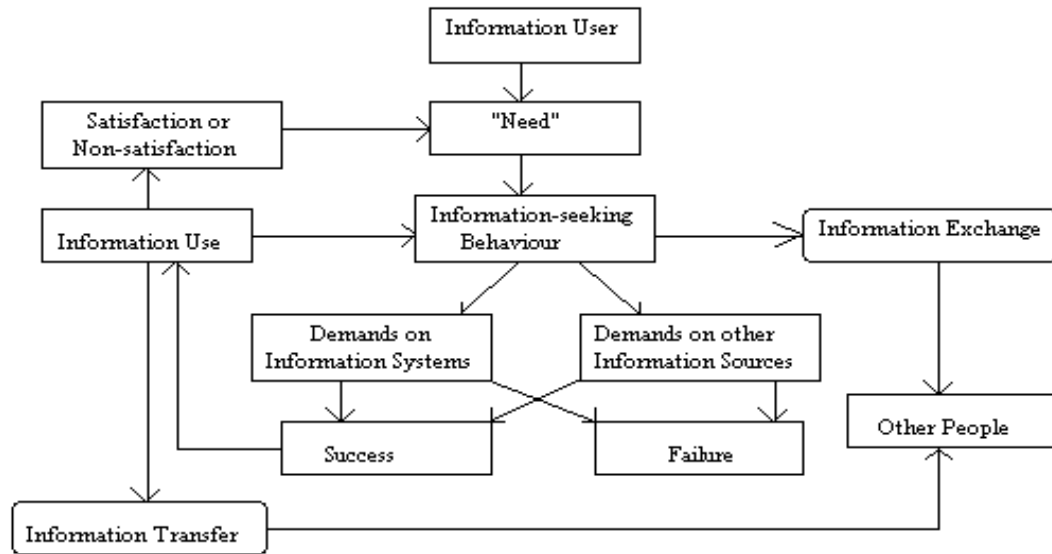 Information User
Satisfaction or
Non-satisfaction
"Need"
Information Use
Information-seeking
Behaviour
Information Exchange
Demands on
Information Systems
Demands on other
Information Sources
Success
Failure
Other People
Information Transfer